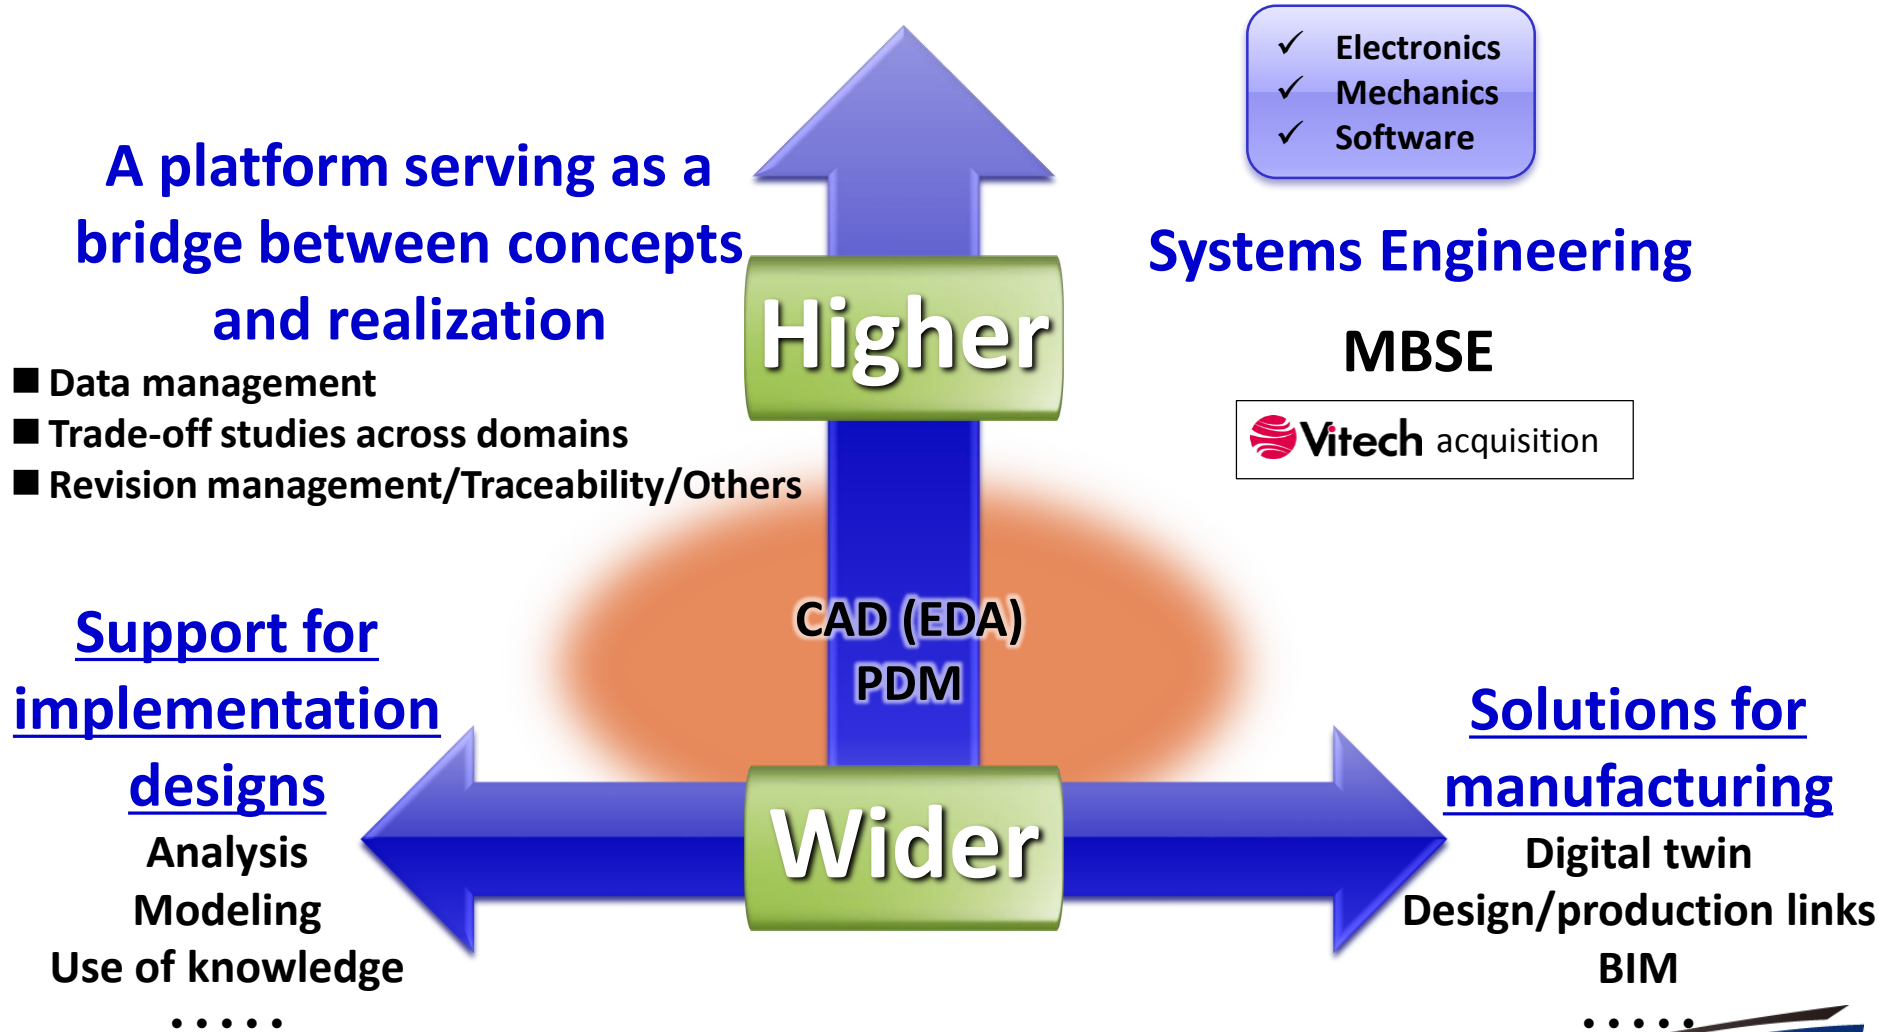 ✓ Electronics
✓ Mechanics
✓ Software
A platform serving as a
bridge between concepts
and realization
■ Data management
■ Trade-off studies across domains
■ Revision management/Traceability/Others
Higher
Systems Engineering
MBSE
Vitech acquisition
CAD (EDA)
PDM
Support for
implementation
designs
Analysis
Modeling
Use of knowledge
・・・・・
Wider
Solutions for
manufacturing
Digital twin
Design/production links
BIM
・・・・・